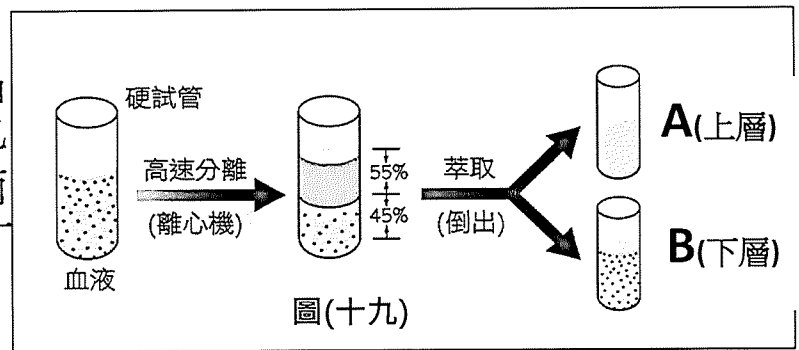 硬試管
高速分離
(離心機)
血液
55%
45%
萃取
(倒出)
A(上層)
B(下層)
圖(十九)